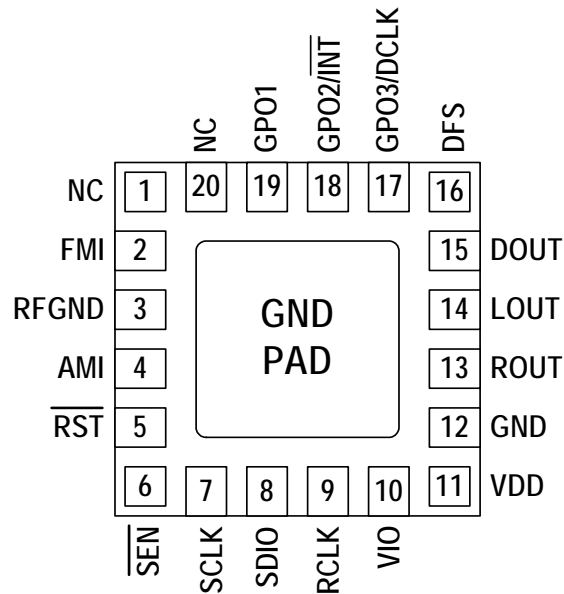 NC
GPO1
GPO2/INT
GPO3/DCLK
DFS
NC 1 20 19 18 17 16
FMI 2 15 DOUT
RFGND 3 14 LOUT
GND
PAD
AMI 4 13 ROUT
RST 5 12 GND
6 7 8 9 10 11 VDD
SEN
SCLK
SDIO
RCLK
VIO